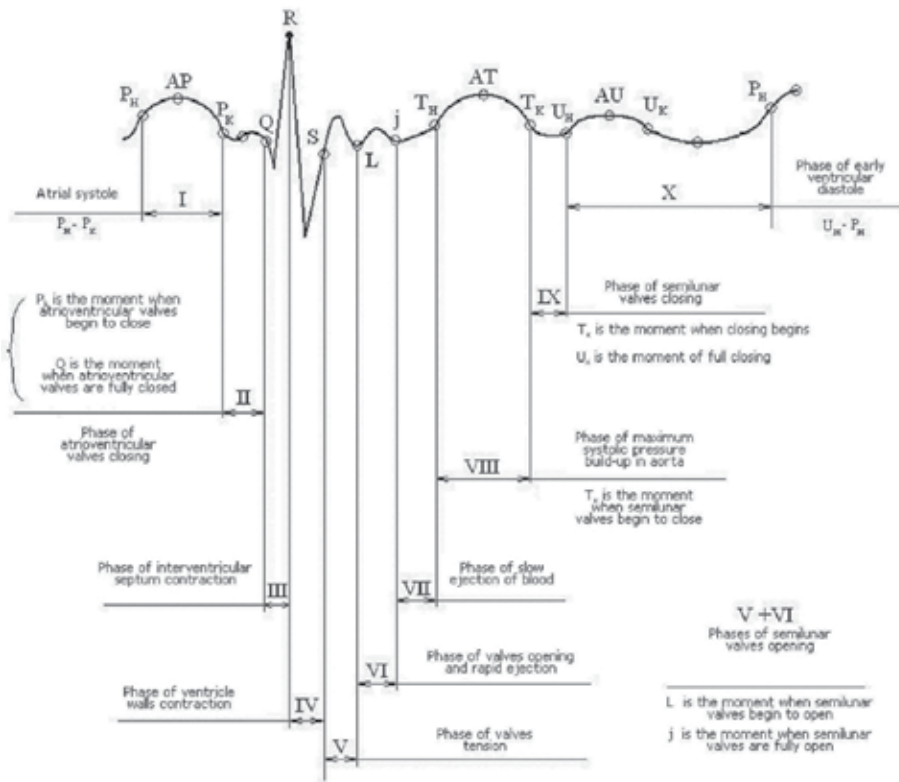 R
AP
AT
P_H
P_K
Q
S
L
j
T_H
T_K
U_H
AU
U_K
P_H
Atrial systole
I
P_H - P_K
X
Phase of early
ventricular
diastole
U_H - P_H
P_K is the moment when
atrioventricular valves
begin to close
Q is the moment
when atrioventricular
valves are fully closed
II
Phase of
atrioventricular
valves closing
IX
Phase of semilunar
valves closing
T_K is the moment when closing begins
U_H is the moment of full closing
VIII
Phase of maximum
systolic pressure
build-up in aorta
T_K is the moment
when semilunar
valves begin to close
Phase of interventricular
septum contraction
III
VII
Phase of slow
ejection of blood
V + VI
Phases of semilunar
valves opening
VI
Phase of valves opening
and rapid ejection
Phase of ventricle
walls contraction
IV
L is the moment when semilunar
valves begin to open
j is the moment when semilunar
valves are fully open
V
Phase of valves
tension